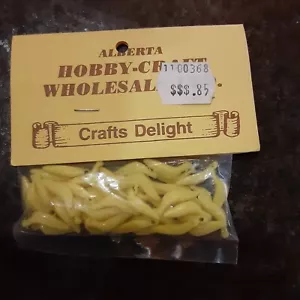 ALBERTA
HOBBY-CRAFT
WHOLESALE
1100368
$$$.85
Crafts Delight